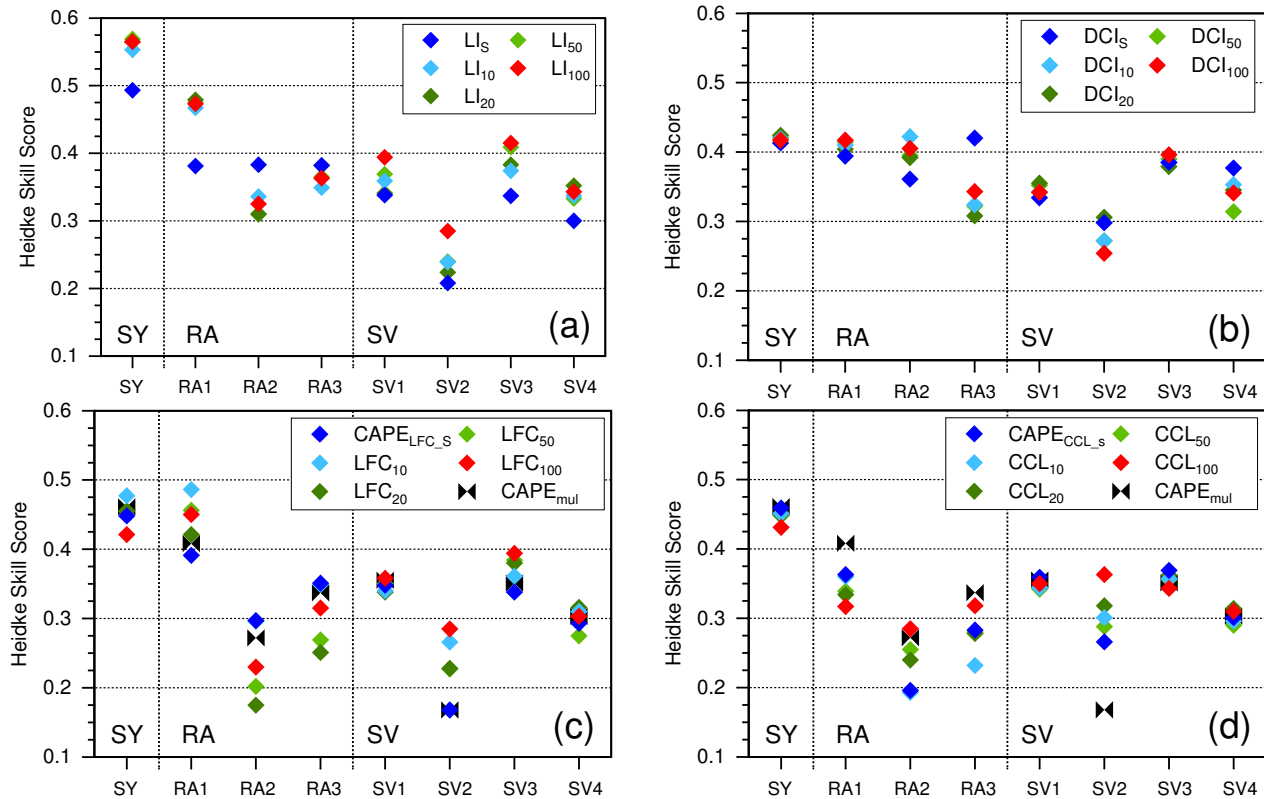 0.6
0.5
0.4
0.3
0.2
0.1
Heidke Skill Score
LI_S LI_50
LI_10 LI_100
LI_20
SY RA SV (a)
SY RA1 RA2 RA3 SV1 SV2 SV3 SV4
0.6
0.5
0.4
0.3
0.2
0.1
Heidke Skill Score
DCI_S DCI_50
DCI_10 DCI_100
DCI_20
SY RA SV (b)
SY RA1 RA2 RA3 SV1 SV2 SV3 SV4
0.6
0.5
0.4
0.3
0.2
0.1
Heidke Skill Score
CAPE_LFC_S LFC_50
LFC_10 LFC_100
LFC_20 CAPE_mul
SY RA SV (c)
SY RA1 RA2 RA3 SV1 SV2 SV3 SV4
0.6
0.5
0.4
0.3
0.2
0.1
Heidke Skill Score
CAPE_CCL_s CCL_50
CCL_10 CCL_100
CCL_20 CAPE_mul
SY RA SV (d)
SY RA1 RA2 RA3 SV1 SV2 SV3 SV4